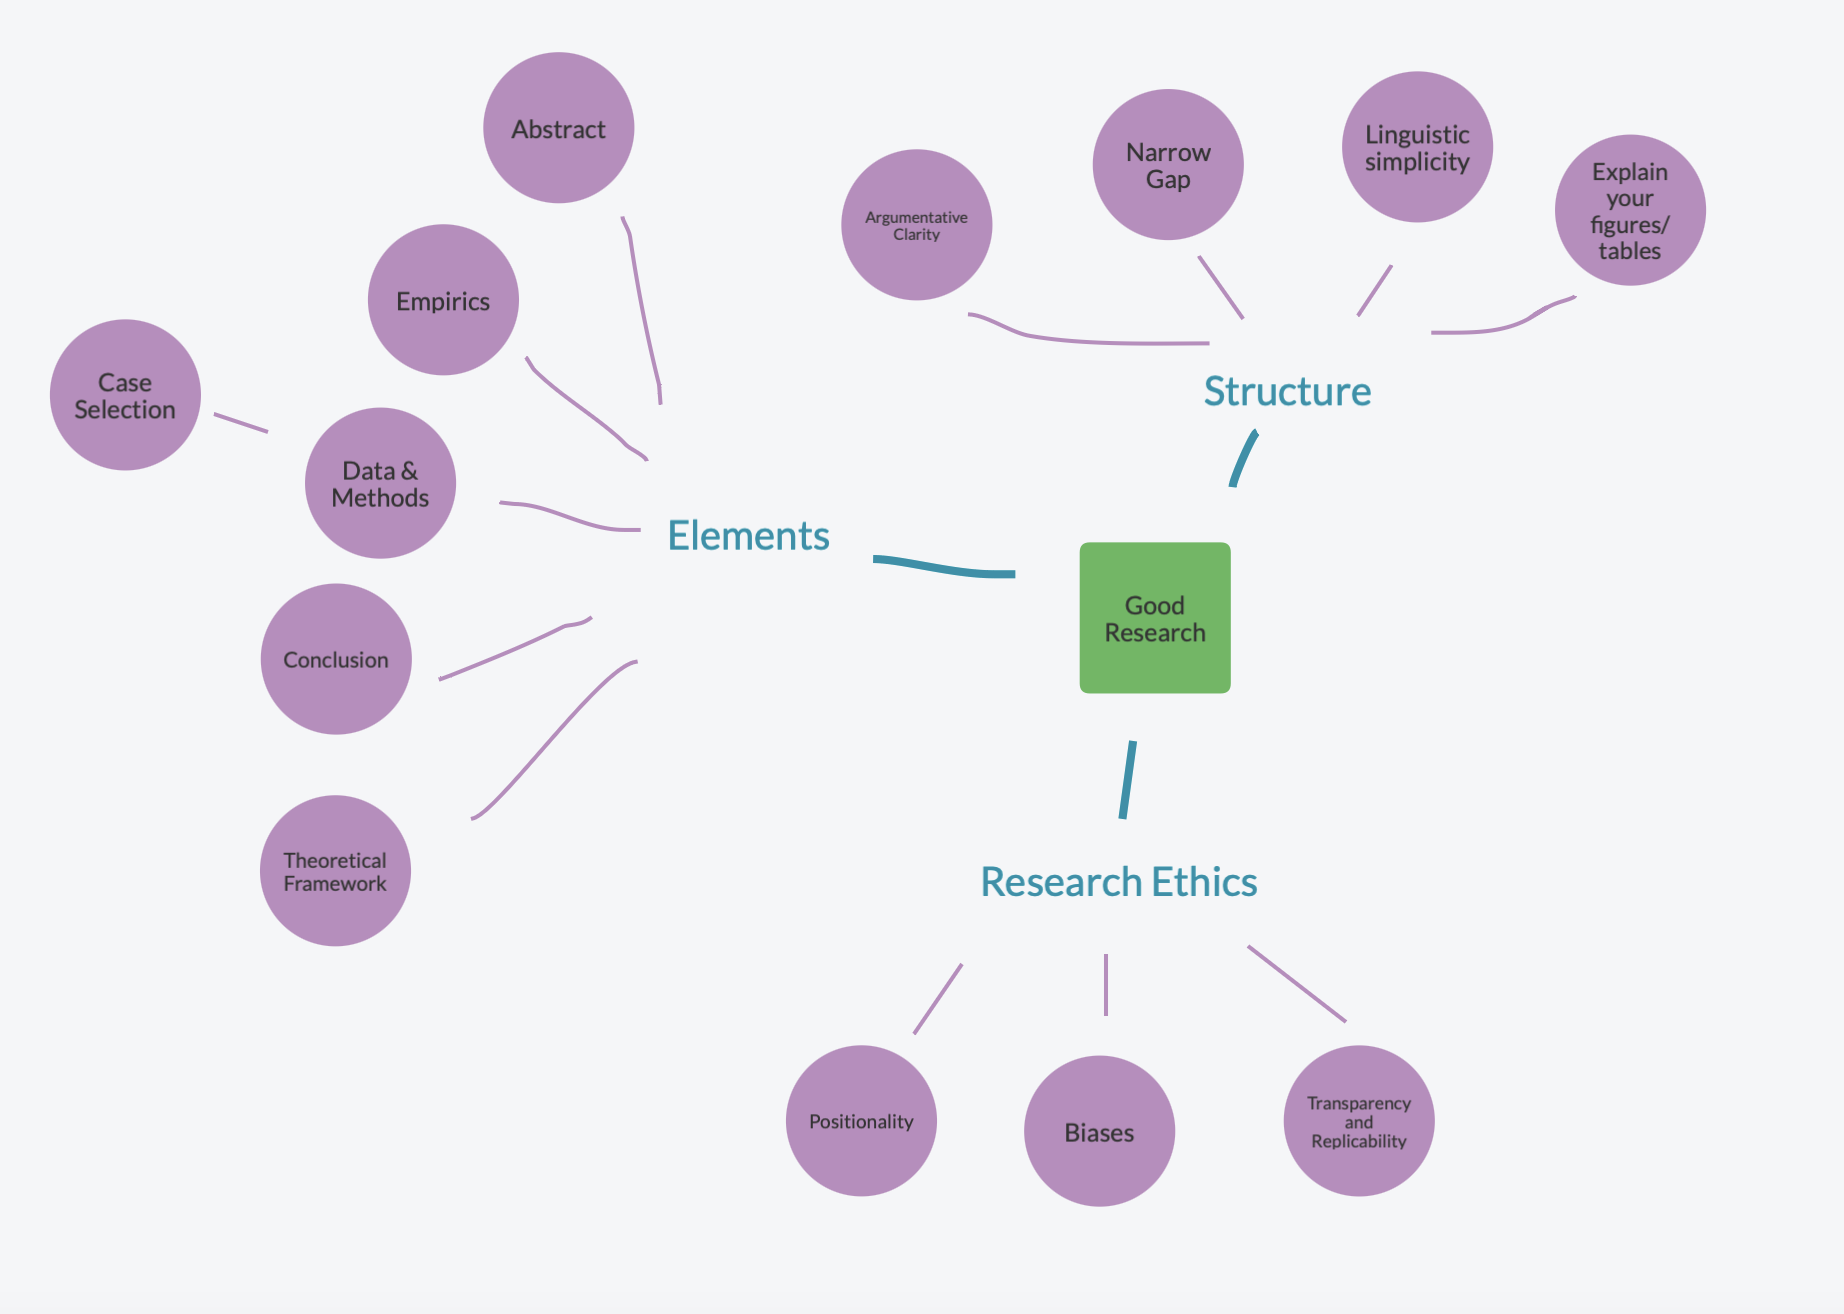 Abstract
Empirics
Case
Selection
Data &
Methods
Conclusion
Theoretical
Framework
Elements
Argumentative
Clarity
Narrow
Gap
Linguistic
simplicity
Explain
your
figures/
tables
Structure
Good
Research
Research Ethics
Positionality
Biases
Transparency
and
Replicability